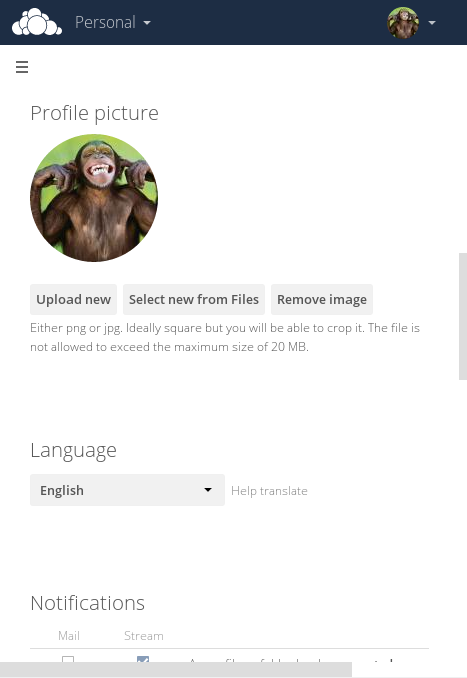 Personal
Profile picture
Upload new Select new from Files Remove image
Either png or jpg. Ideally square but you will be able to crop it. The file is
not allowed to exceed the maximum size of 20 MB.
Language
English Help translate
Notifications
Mail Stream